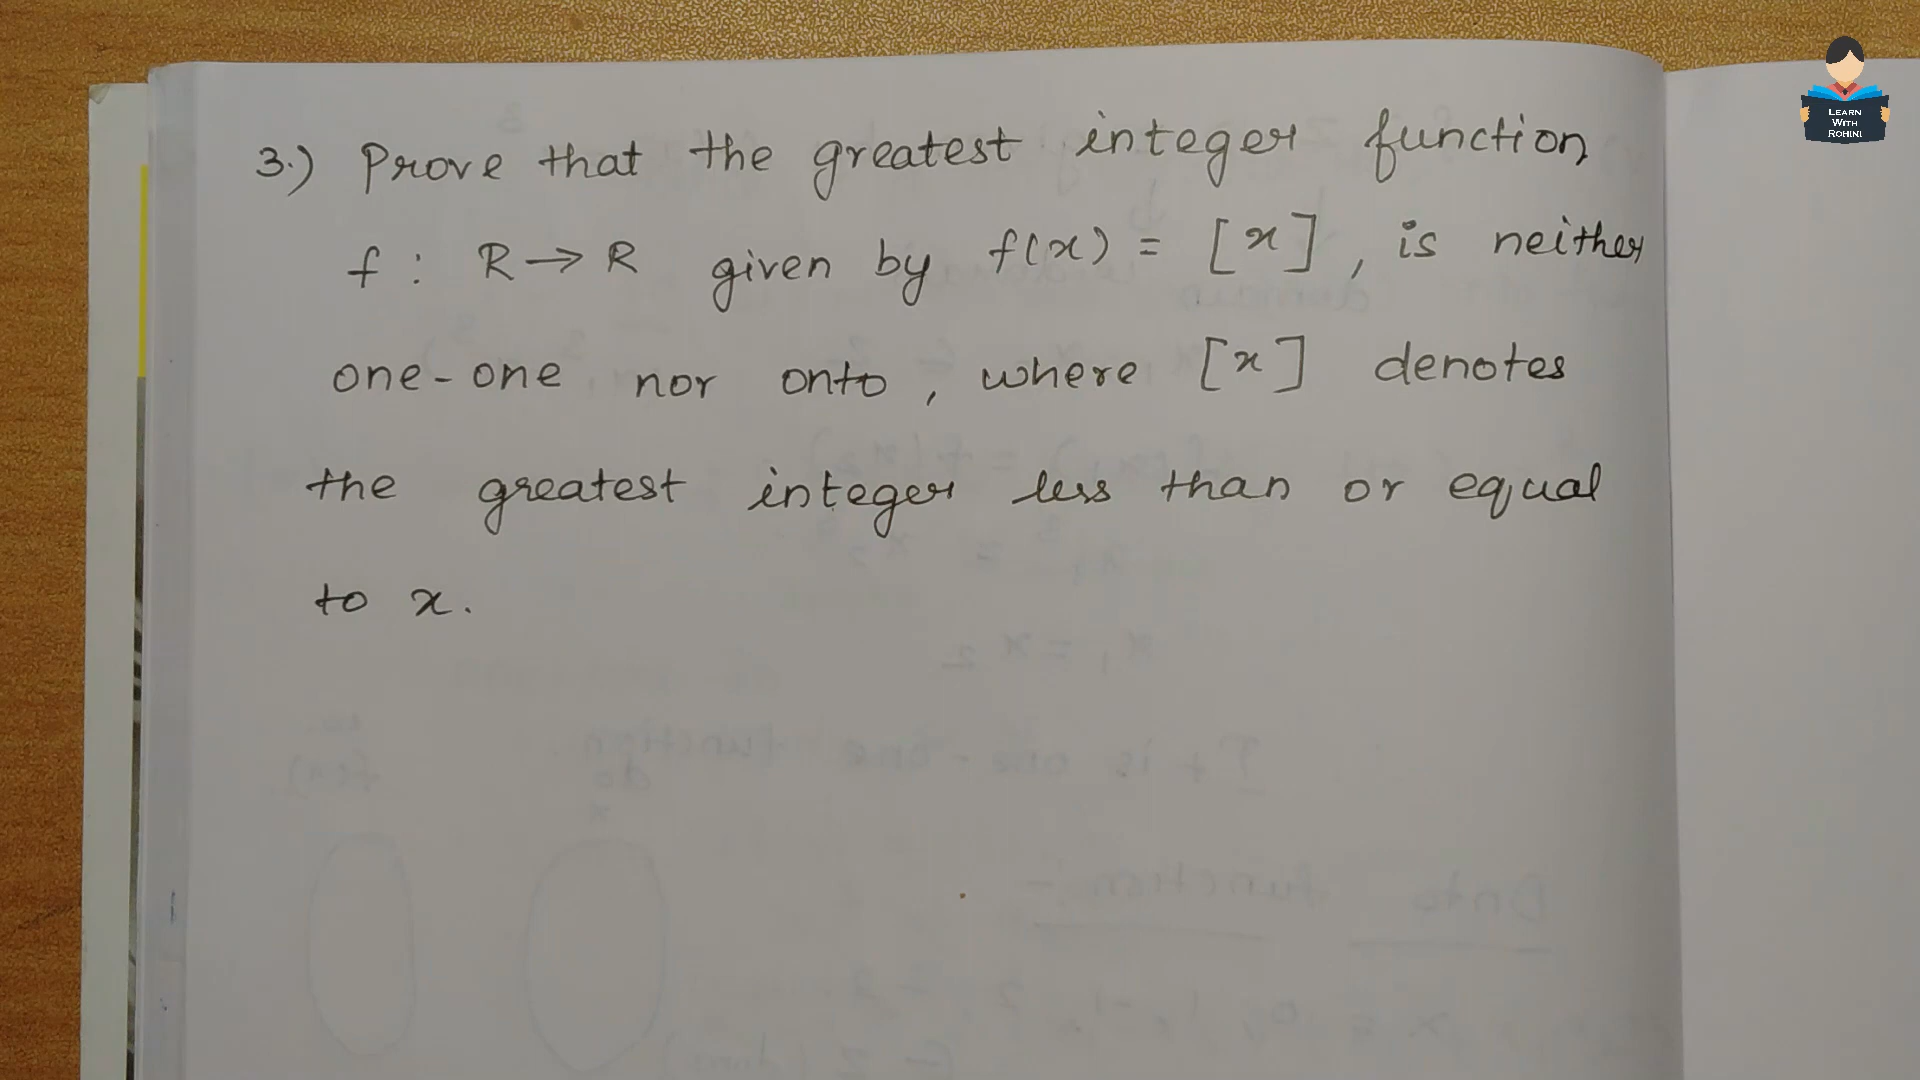 3.) Prove that the greatest integer function
f : R → R given by f(x) = [x], is neither
one-one nor onto, where [x] denotes
the greatest integer less than or equal
to x.
LEARN
WITH
ROHINI